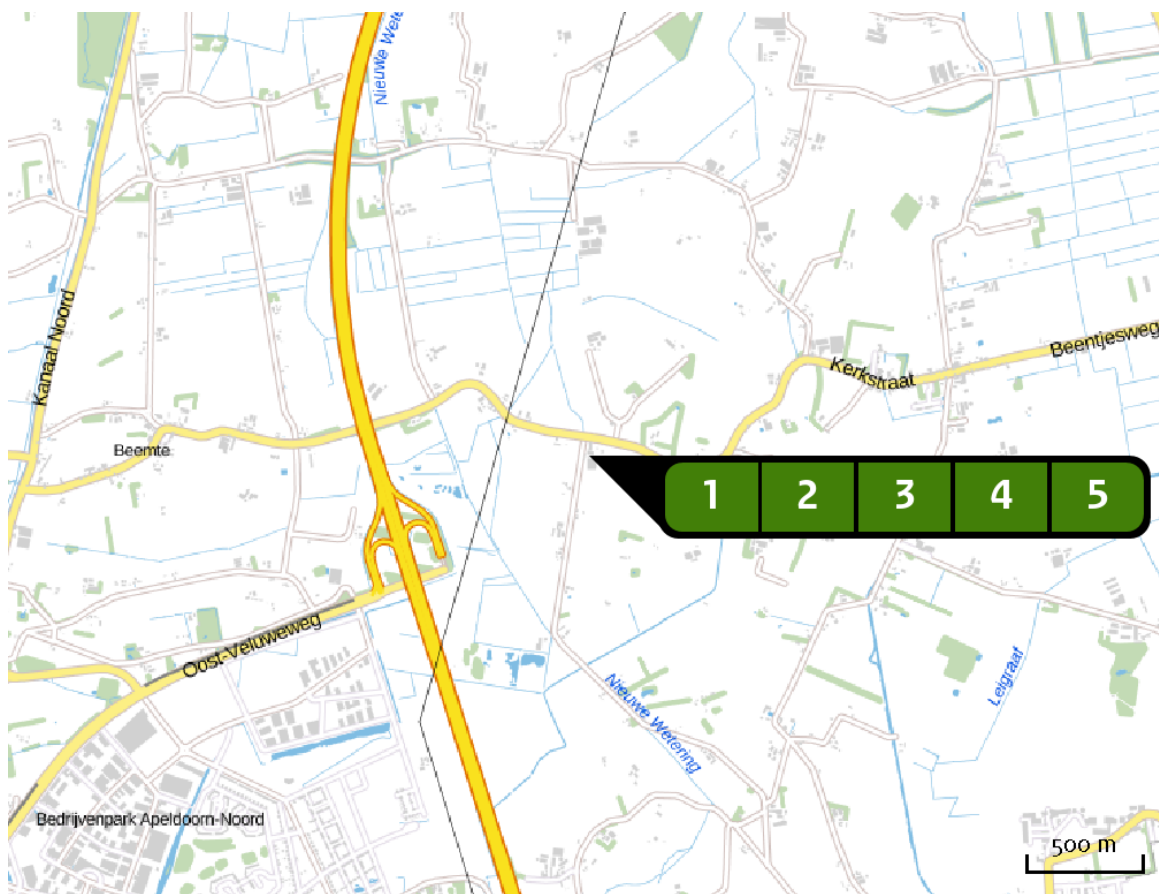 Nieuwe Wete
Kanaal Noord
Beentjesweg
Kerkstraat
Beemte
1 2 3 4 5
Oost-Veluweweg
Nieuwe Wetering
Leigraaf
Bedrijvenpark Apeldoorn-Noord
500 m